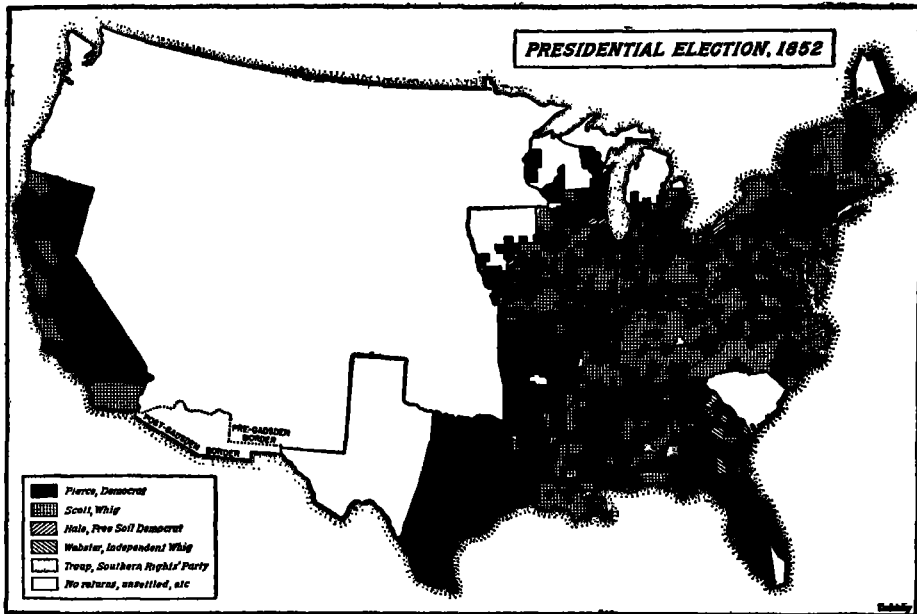 PRESIDENTIAL ELECTION, 1852
PRE-GADSDEN
BORDER
POST-GADSDEN BORDER
Pierce, Democrat
Scott, Whig
Hale, Free Soil Democrat
Webster, Independent Whig
Troup, Southern Rights' Party
No returns, unsettled, etc